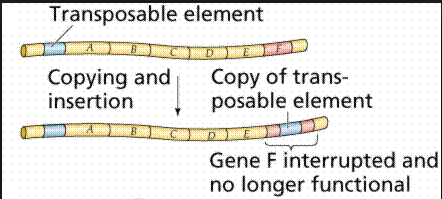 Transposable element
A B C D E F
Copying and
insertion
Copy of trans-
posable element
A B C D E
Gene F interrupted and
no longer functional